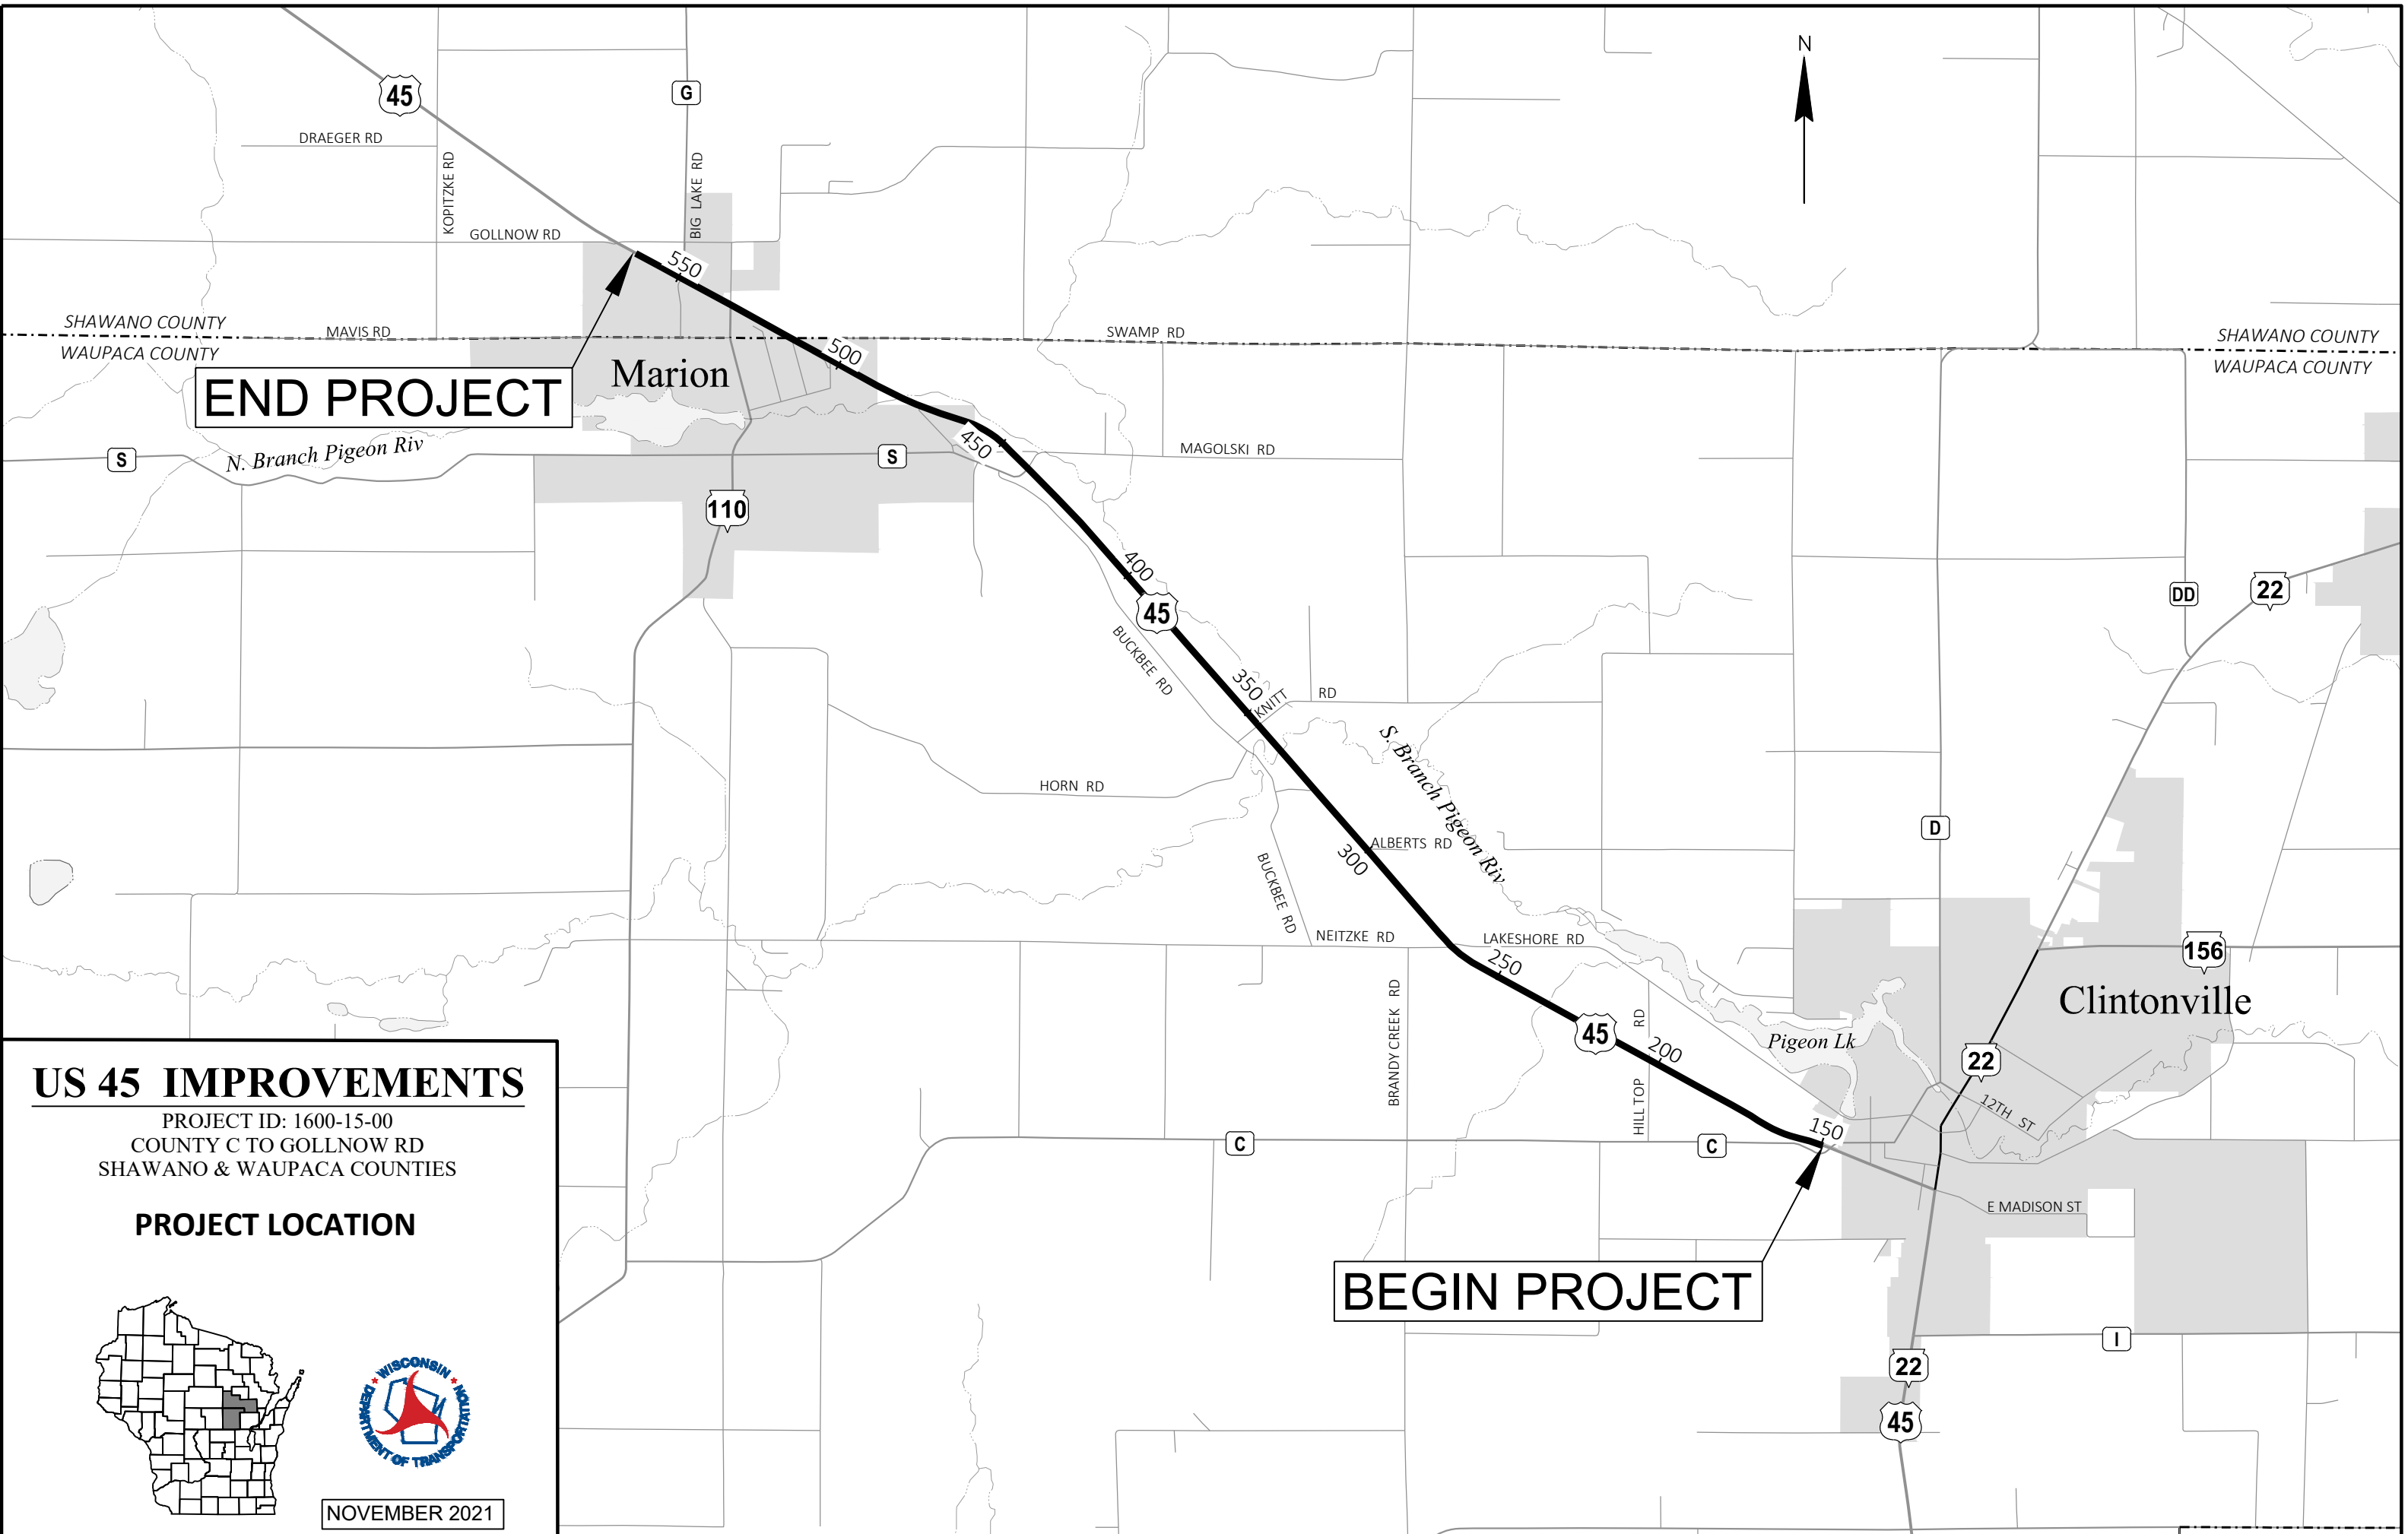 N
45
G
DRAEGER RD
KOPITZKE RD
BIG LAKE RD
GOLLNOW RD
550
SHAWANO COUNTY
MAVIS RD
SWAMP RD
SHAWANO COUNTY
WAUPACA COUNTY
500
WAUPACA COUNTY
Marion
END PROJECT
450
S
N. Branch Pigeon Riv
S
MAGOLSKI RD
110
400
45
DD
22
BUCKBEE RD
350
KNITT
RD
S. Branch Pigeon Riv
HORN RD
D
ALBERTS RD
300
BUCKBEE RD
NEITZKE RD
LAKESHORE RD
250
156
Clintonville
BRANDY CREEK RD
45
HILL TOP RD
200
Pigeon Lk
22
12TH ST
150
C
C
E MADISON ST
BEGIN PROJECT
I
22
45
US 45 IMPROVEMENTS
PROJECT ID: 1600-15-00
COUNTY C TO GOLLNOW RD
SHAWANO & WAUPACA COUNTIES
PROJECT LOCATION
WISCONSIN
DEPARTMENT OF TRANSPORTATION
NOVEMBER 2021